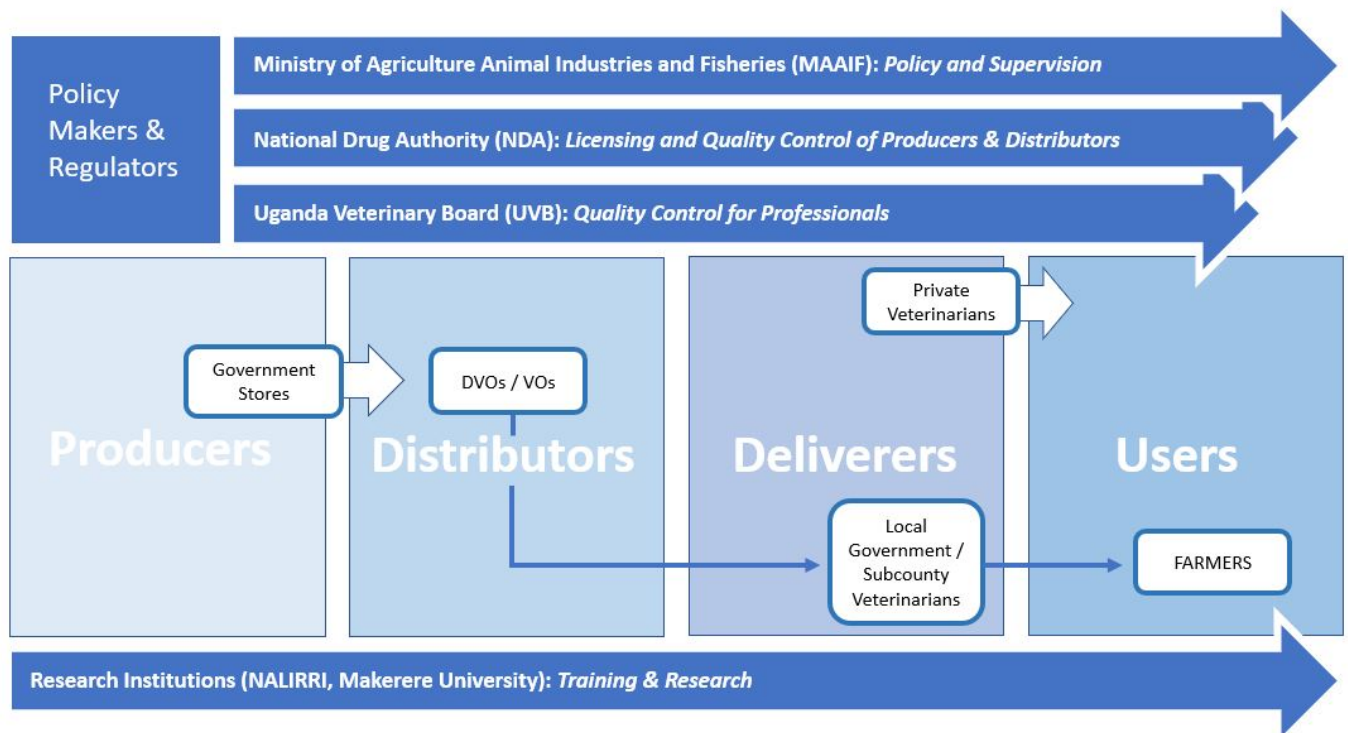 Policy
Makers &
Regulators
Ministry of Agriculture Animal Industries and Fisheries (MAAIF): Policy and Supervision
National Drug Authority (NDA): Licensing and Quality Control of Producers & Distributors
Uganda Veterinary Board (UVB): Quality Control for Professionals
Private
Veterinarians
Government
Stores
DVOs / VOs
Producers
Distributors
Deliverers
Users
Local
Government /
Subcounty
Veterinarians
FARMERS
Research Institutions (NALIRRI, Makerere University): Training & Research